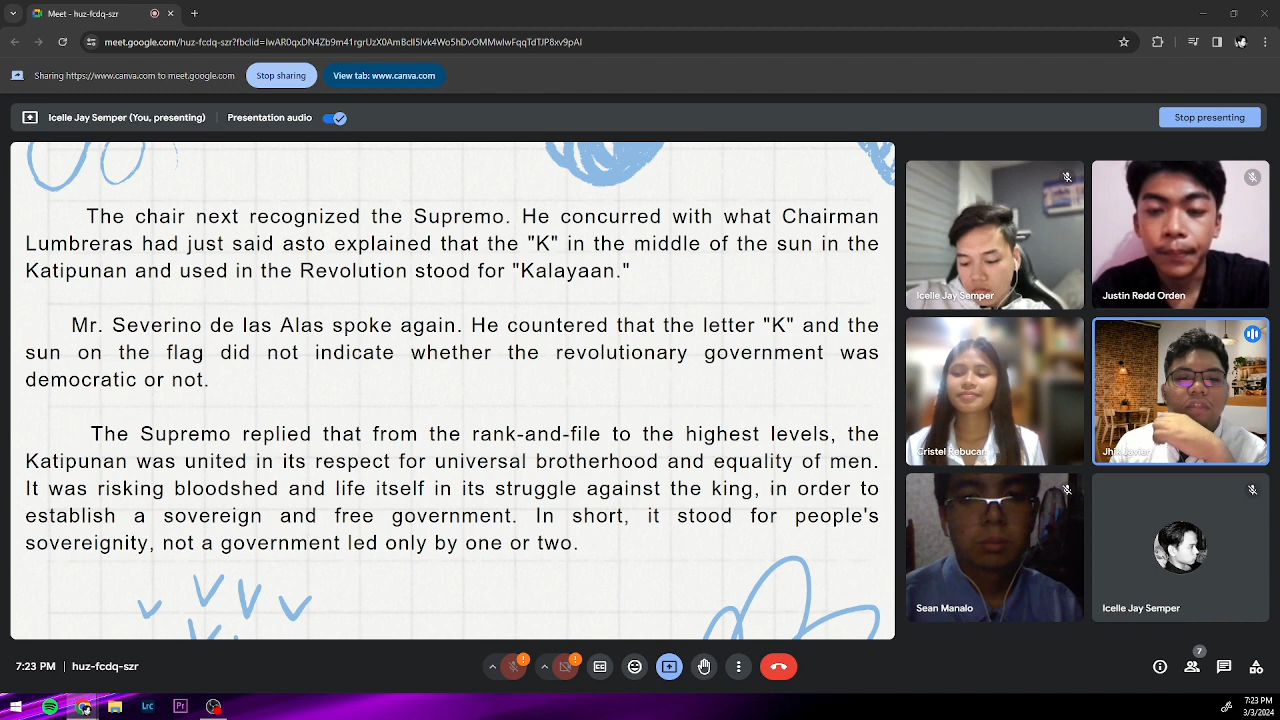 Meet - huz-fcdq-szr
meet.google.com/huz-fcdq-szr?fbclid=IwAR0qxDN4Zb9m41rgrUzX0AmBcll5lvk4Wo5hDvOMMwlwFqqTdTJP8xv9pAI
Sharing https://www.canva.com to meet.google.com
Stop sharing
View tab: www.canva.com
Icelle Jay Semper (You, presenting)
Presentation audio
Stop presenting
The chair next recognized the Supremo. He concurred with what Chairman
Lumbreras had just said asto explained that the "K" in the middle of the sun in the
Katipunan and used in the Revolution stood for "Kalayaan."
Mr. Severino de las Alas spoke again. He countered that the letter "K" and the
sun on the flag did not indicate whether the revolutionary government was
democratic or not.
The Supremo replied that from the rank-and-file to the highest levels, the
Katipunan was united in its respect for universal brotherhood and equality of men.
It was risking bloodshed and life itself in its struggle against the king, in order to
establish a sovereign and free government. In short, it stood for people's
sovereignity, not a government led only by one or two.
Icelle Jay Semper
Justin Redd Orden
Cristel Rebucan
Jhix Javier
Sean Manalo
Icelle Jay Semper
7:23 PM | huz-fcdq-szr
7
Lrc
Pr
7:23 PM
3/3/2024